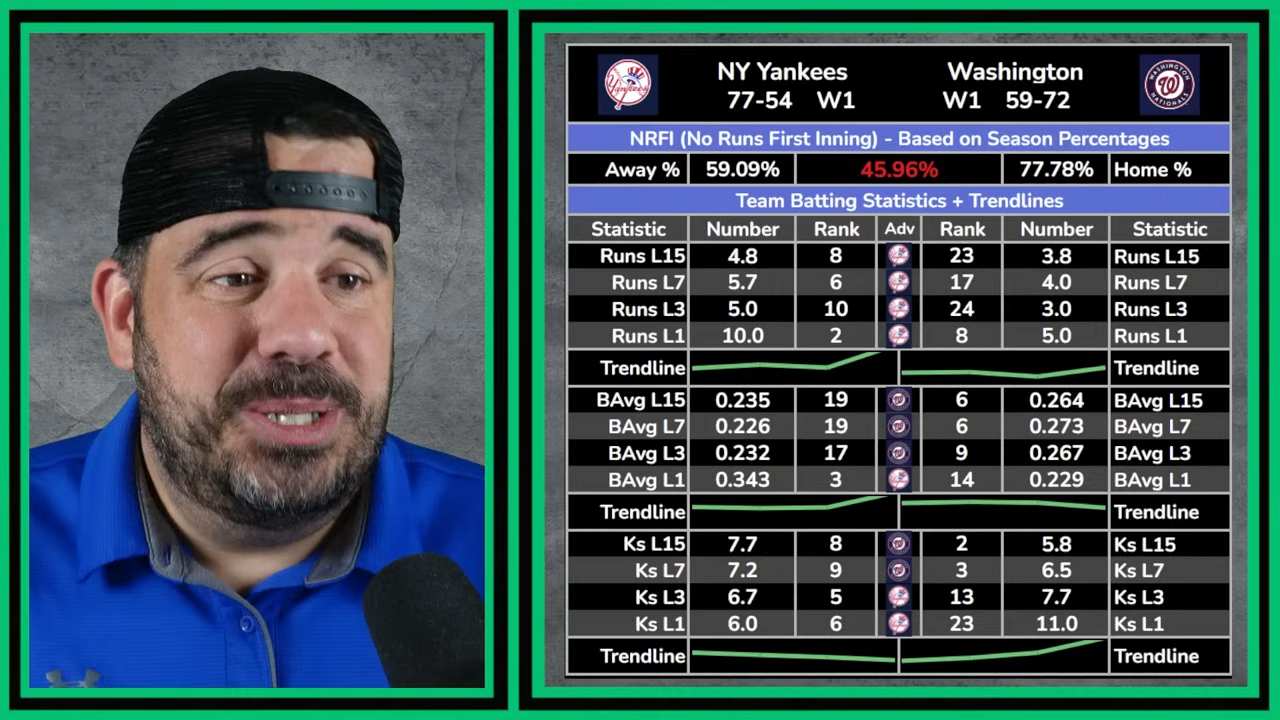 NY Yankees Washington
77-54 W1 W1 59-72
NRFI (No Runs First Inning) - Based on Season Percentages
Away % 59.09% 45.96% 77.78% Home %
Team Batting Statistics + Trendlines
Statistic Number Rank Adv Rank Number Statistic
Runs L15 4.8 8 23 3.8 Runs L15
Runs L7 5.7 6 17 4.0 Runs L7
Runs L3 5.0 10 24 3.0 Runs L3
Runs L1 10.0 2 8 5.0 Runs L1
Trendline Trendline
BAvg L15 0.235 19 6 0.264 BAvg L15
BAvg L7 0.226 19 6 0.273 BAvg L7
BAvg L3 0.232 17 9 0.267 BAvg L3
BAvg L1 0.343 3 14 0.229 BAvg L1
Trendline Trendline
Ks L15 7.7 8 2 5.8 Ks L15
Ks L7 7.2 9 3 6.5 Ks L7
Ks L3 6.7 5 13 7.7 Ks L3
Ks L1 6.0 6 23 11.0 Ks L1
Trendline Trendline
Yankees
WASHINGTON
W
NATIONALS